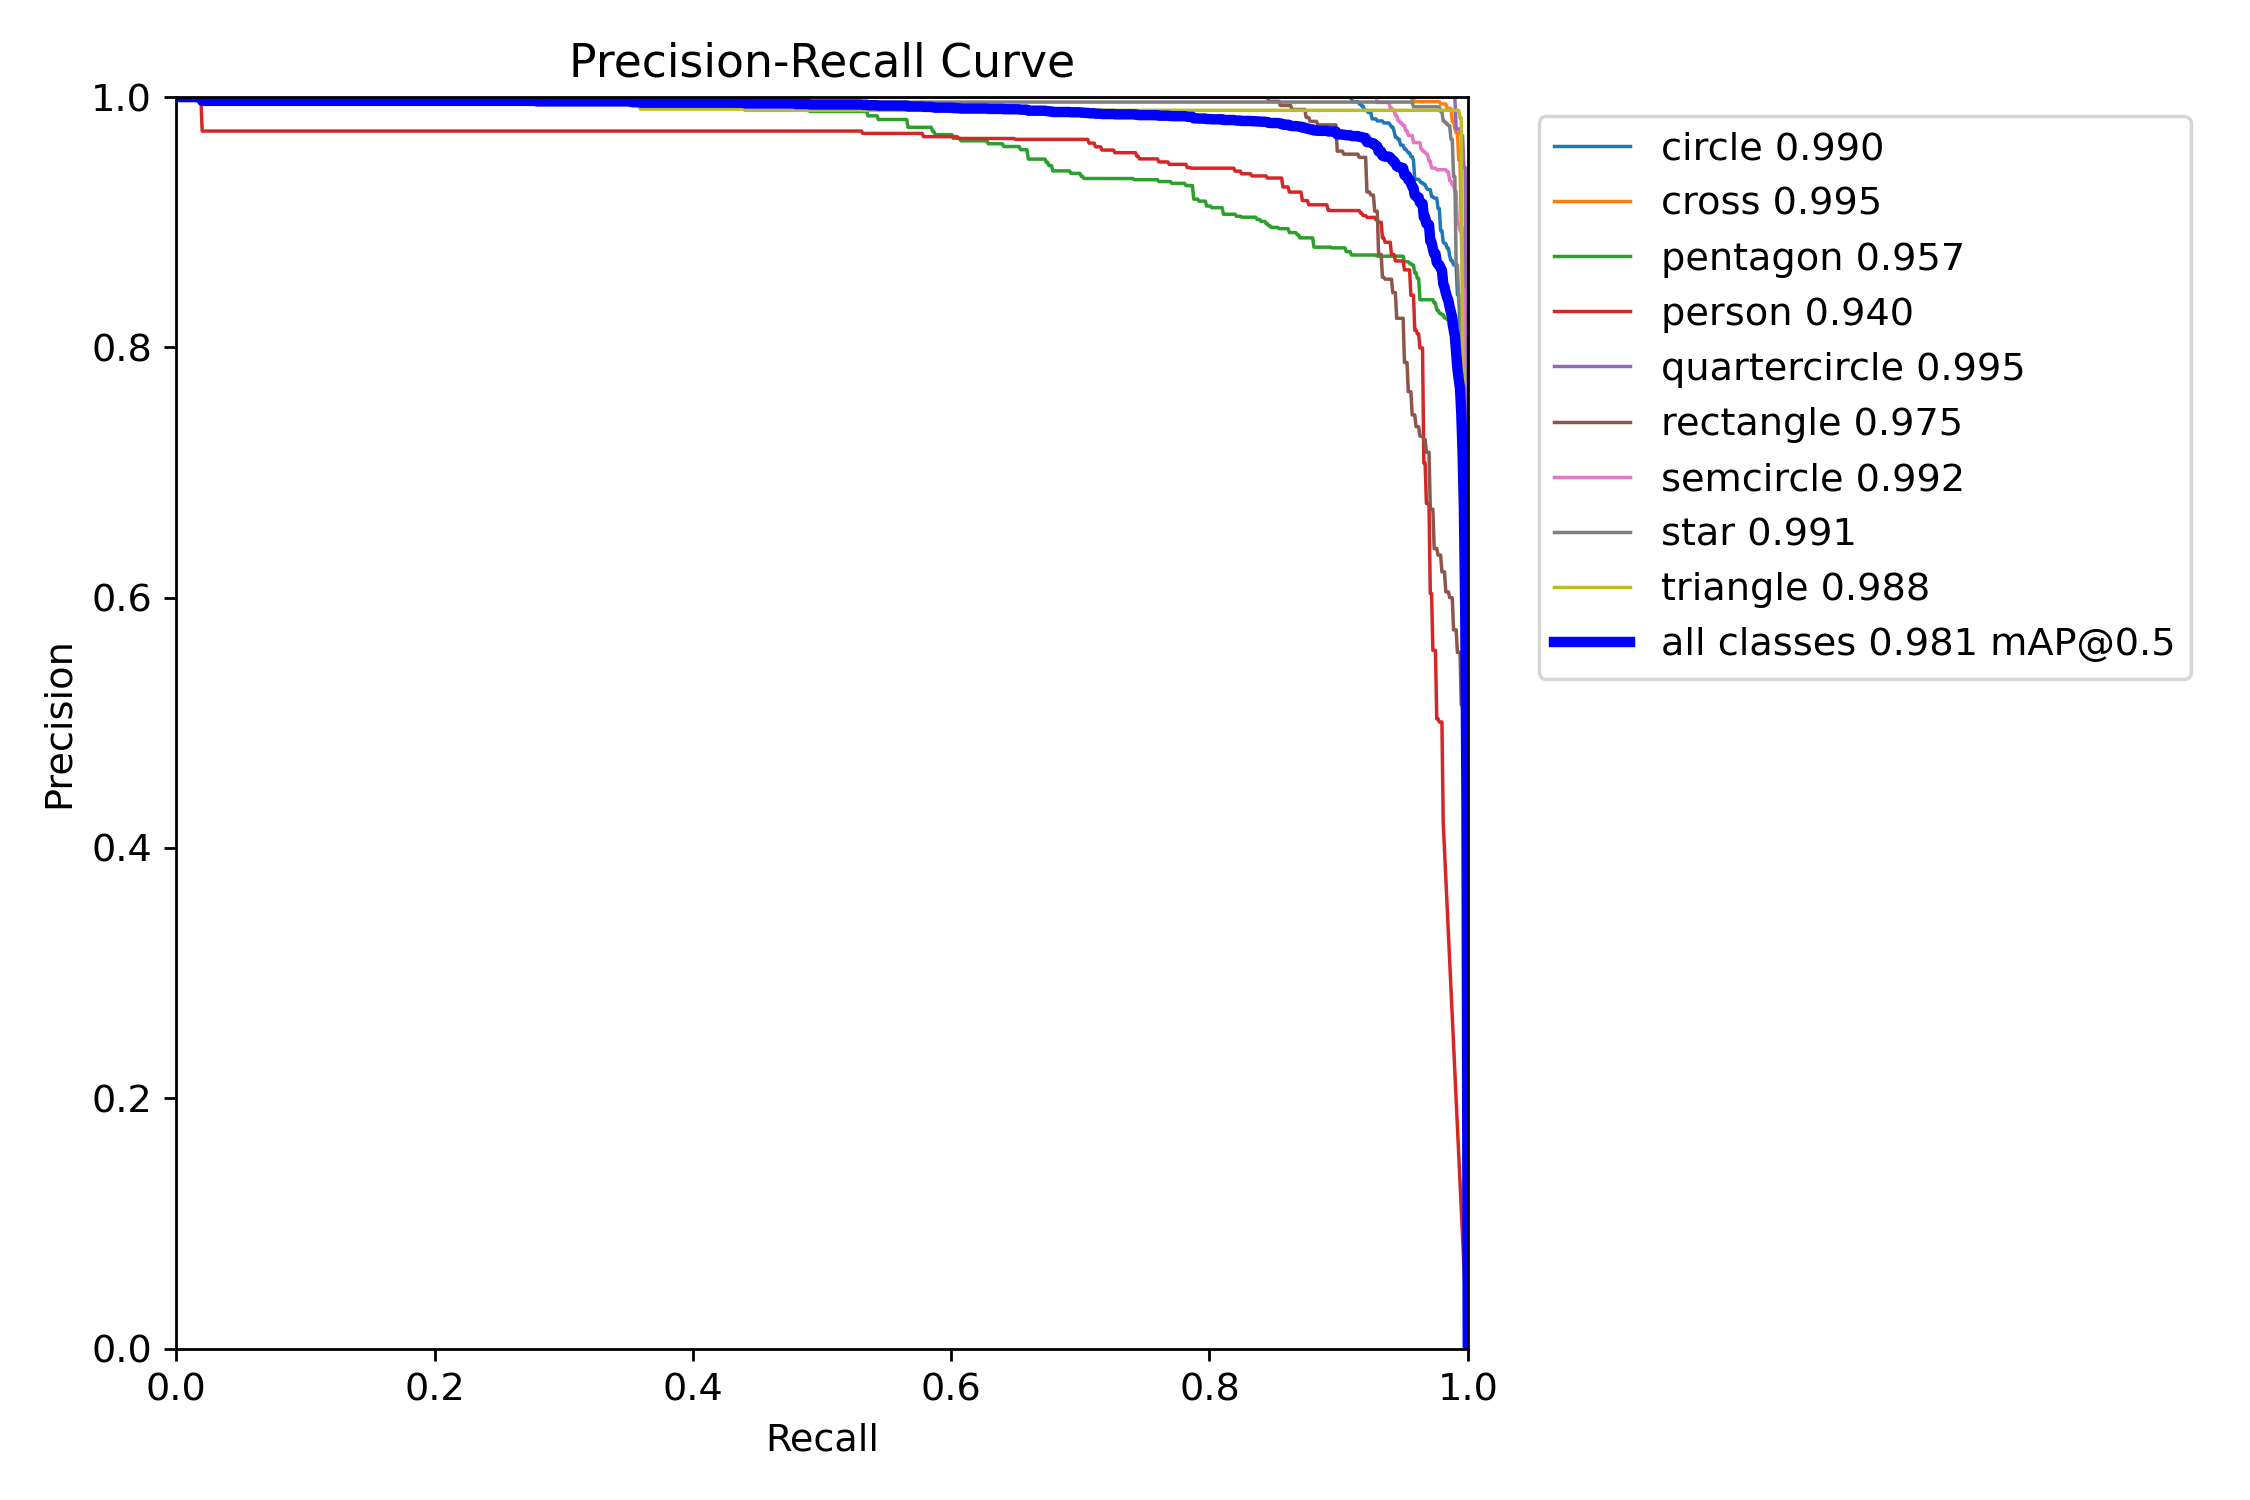 Precision-Recall Curve
1.0
0.8
0.6
0.4
0.2
0.0
Precision
0.0 0.2 0.4 0.6 0.8 1.0
Recall
circle 0.990
cross 0.995
pentagon 0.957
person 0.940
quartercircle 0.995
rectangle 0.975
semcircle 0.992
star 0.991
triangle 0.988
all classes 0.981 mAP@0.5